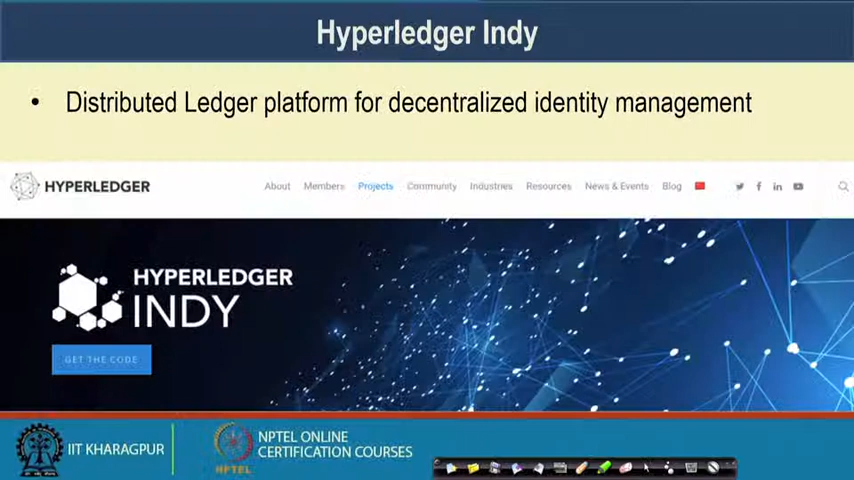 Hyperledger Indy
• Distributed Ledger platform for decentralized identity management
HYPERLEDGER
About Members Projects Community Industries Resources News & Events Blog
HYPERLEDGER
INDY
GET THE CODE
IIT KHARAGPUR
NPTEL
NPTEL ONLINE
CERTIFICATION COURSES